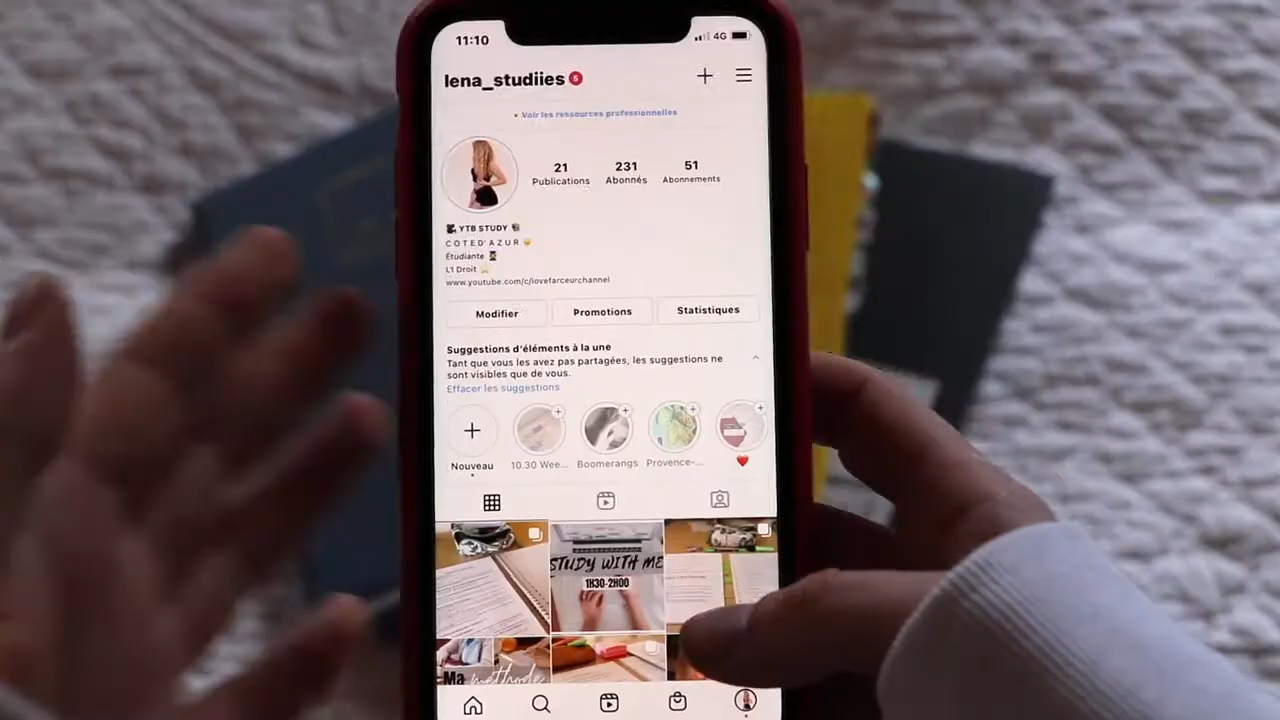 11:10
4G
lena_studiies 5
Voir les ressources professionnelles
21
231
51
Publications
Abonnés
Abonnements
YTB STUDY
COTED'AZUR
Étudiante
L1 Droit
www.youtube.com/c/lovefarceurchannel
Modifier
Promotions
Statistiques
Suggestions d'éléments à la une
Tant que vous les avez pas partagées, les suggestions ne
sont visibles que de vous.
Effacer les suggestions
Nouveau
10.30 Wee...
Boomerangs
Provence-...
STUDY WITH ME
1H30-2H00
Ma méthode